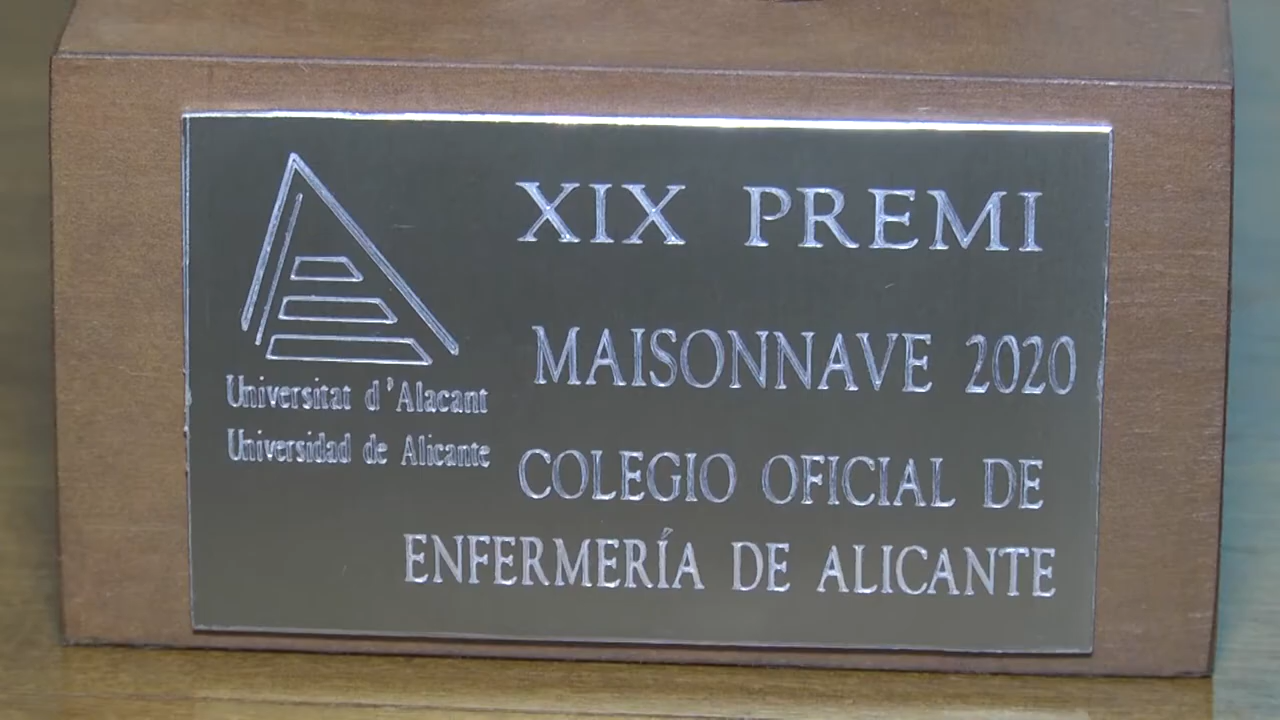 XIX PREMI
MAISONNAVE 2020
Universitat d'Alacant
Universidad de Alicante
COLEGIO OFICIAL DE
ENFERMERÍA DE ALICANTE